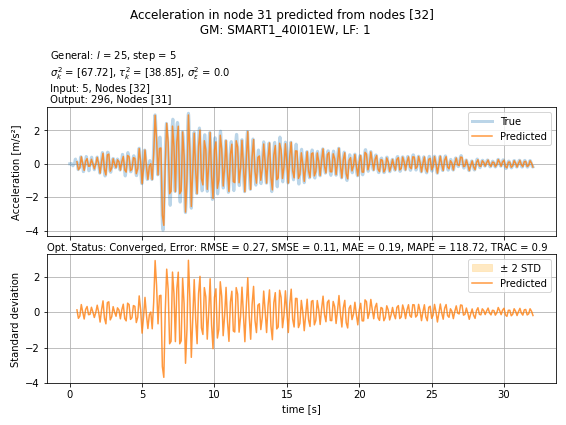 Acceleration in node 31 predicted from nodes [32]
GM: SMART1_40I01EW, LF: 1
General: l = 25, step = 5
σ²ₖ = [67.72], τ²ₖ = [38.85], σ²ε = 0.0
Input: 5, Nodes [32]
Output: 296, Nodes [31]
True
Predicted
Acceleration [m/s²]
2
0
−2
−4
Opt. Status: Converged, Error: RMSE = 0.27, SMSE = 0.11, MAE = 0.19, MAPE = 118.72, TRAC = 0.9
± 2 STD
Predicted
Standard deviation
2
0
−2
−4
0 5 10 15 20 25 30
time [s]